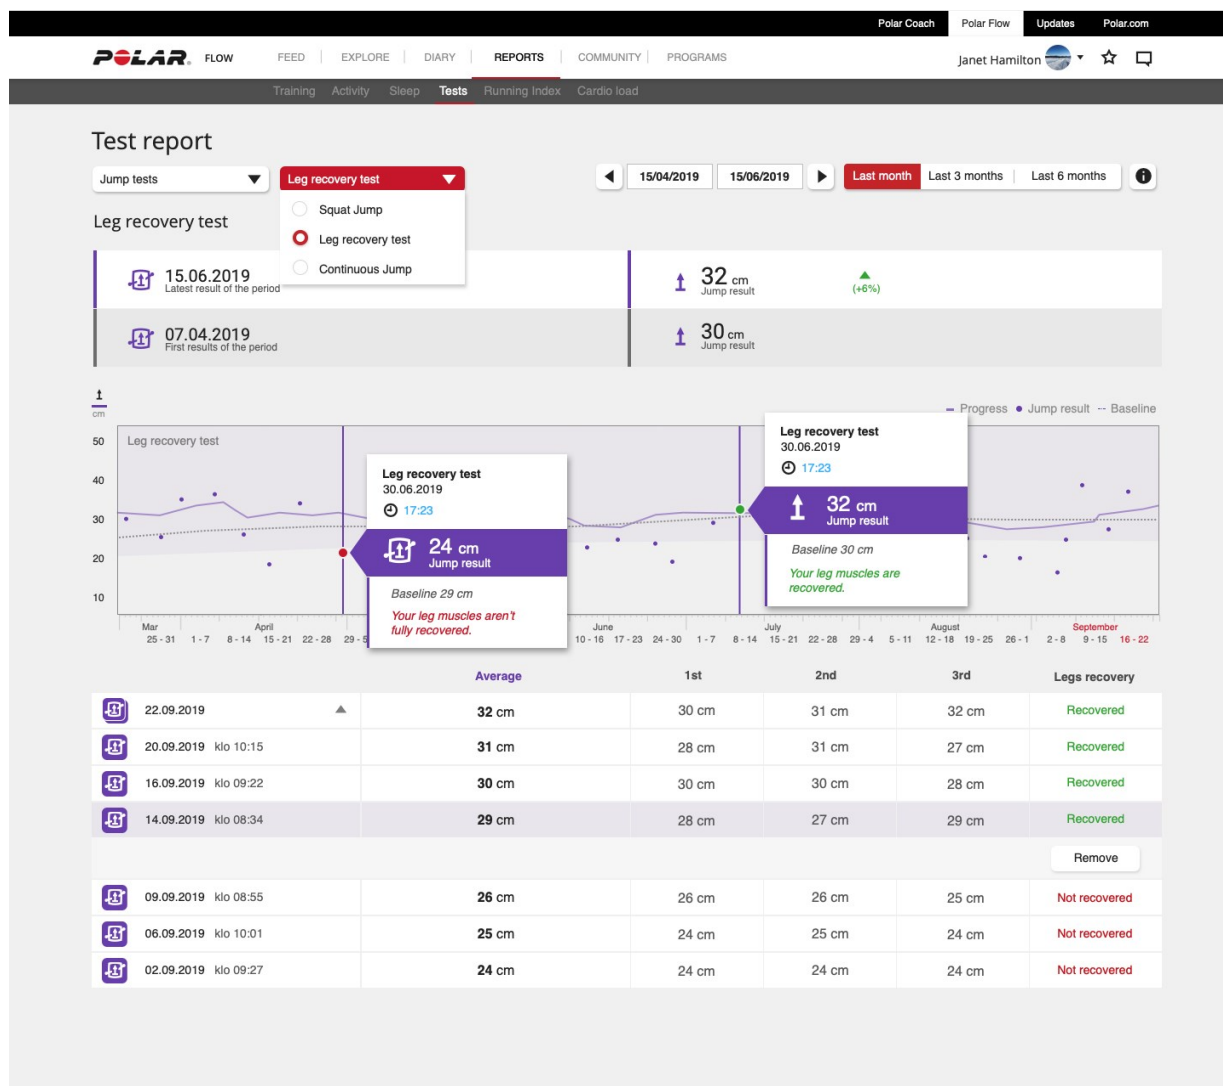 Polar Coach Polar Flow Updates Polar.com
POLAR. FLOW FEED EXPLORE DIARY REPORTS COMMUNITY PROGRAMS Janet Hamilton
Training Activity Sleep Tests Running Index Cardio load
Test report
Jump tests Leg recovery test 15/04/2019 15/06/2019 Last month Last 3 months Last 6 months
Squat Jump
Leg recovery test
Continuous Jump
Leg recovery test
15.06.2019
Latest result of the period
32 cm
Jump result
(+6%)
07.04.2019
First results of the period
30 cm
Jump result
cm
Progress Jump result Baseline
50
40
30
20
10
Leg recovery test
Leg recovery test
30.06.2019
17:23
24 cm
Jump result
Baseline 29 cm
Your leg muscles aren't
fully recovered.
Leg recovery test
30.06.2019
17:23
32 cm
Jump result
Baseline 30 cm
Your leg muscles are
recovered.
Mar April June July August September
25 - 31 1 - 7 8 - 14 15 - 21 22 - 28 29 - 5 10 - 16 17 - 23 24 - 30 1 - 7 8 - 14 15 - 21 22 - 28 29 - 4 5 - 11 12 - 18 19 - 25 26 - 1 2 - 8 9 - 15 16 - 22
Average 1st 2nd 3rd Legs recovery
22.09.2019 32 cm 30 cm 31 cm 32 cm Recovered
20.09.2019 klo 10:15 31 cm 28 cm 31 cm 27 cm Recovered
16.09.2019 klo 09:22 30 cm 30 cm 30 cm 28 cm Recovered
14.09.2019 klo 08:34 29 cm 28 cm 27 cm 29 cm Recovered
Remove
09.09.2019 klo 08:55 26 cm 26 cm 26 cm 25 cm Not recovered
06.09.2019 klo 10:01 25 cm 24 cm 25 cm 24 cm Not recovered
02.09.2019 klo 09:27 24 cm 24 cm 24 cm 24 cm Not recovered